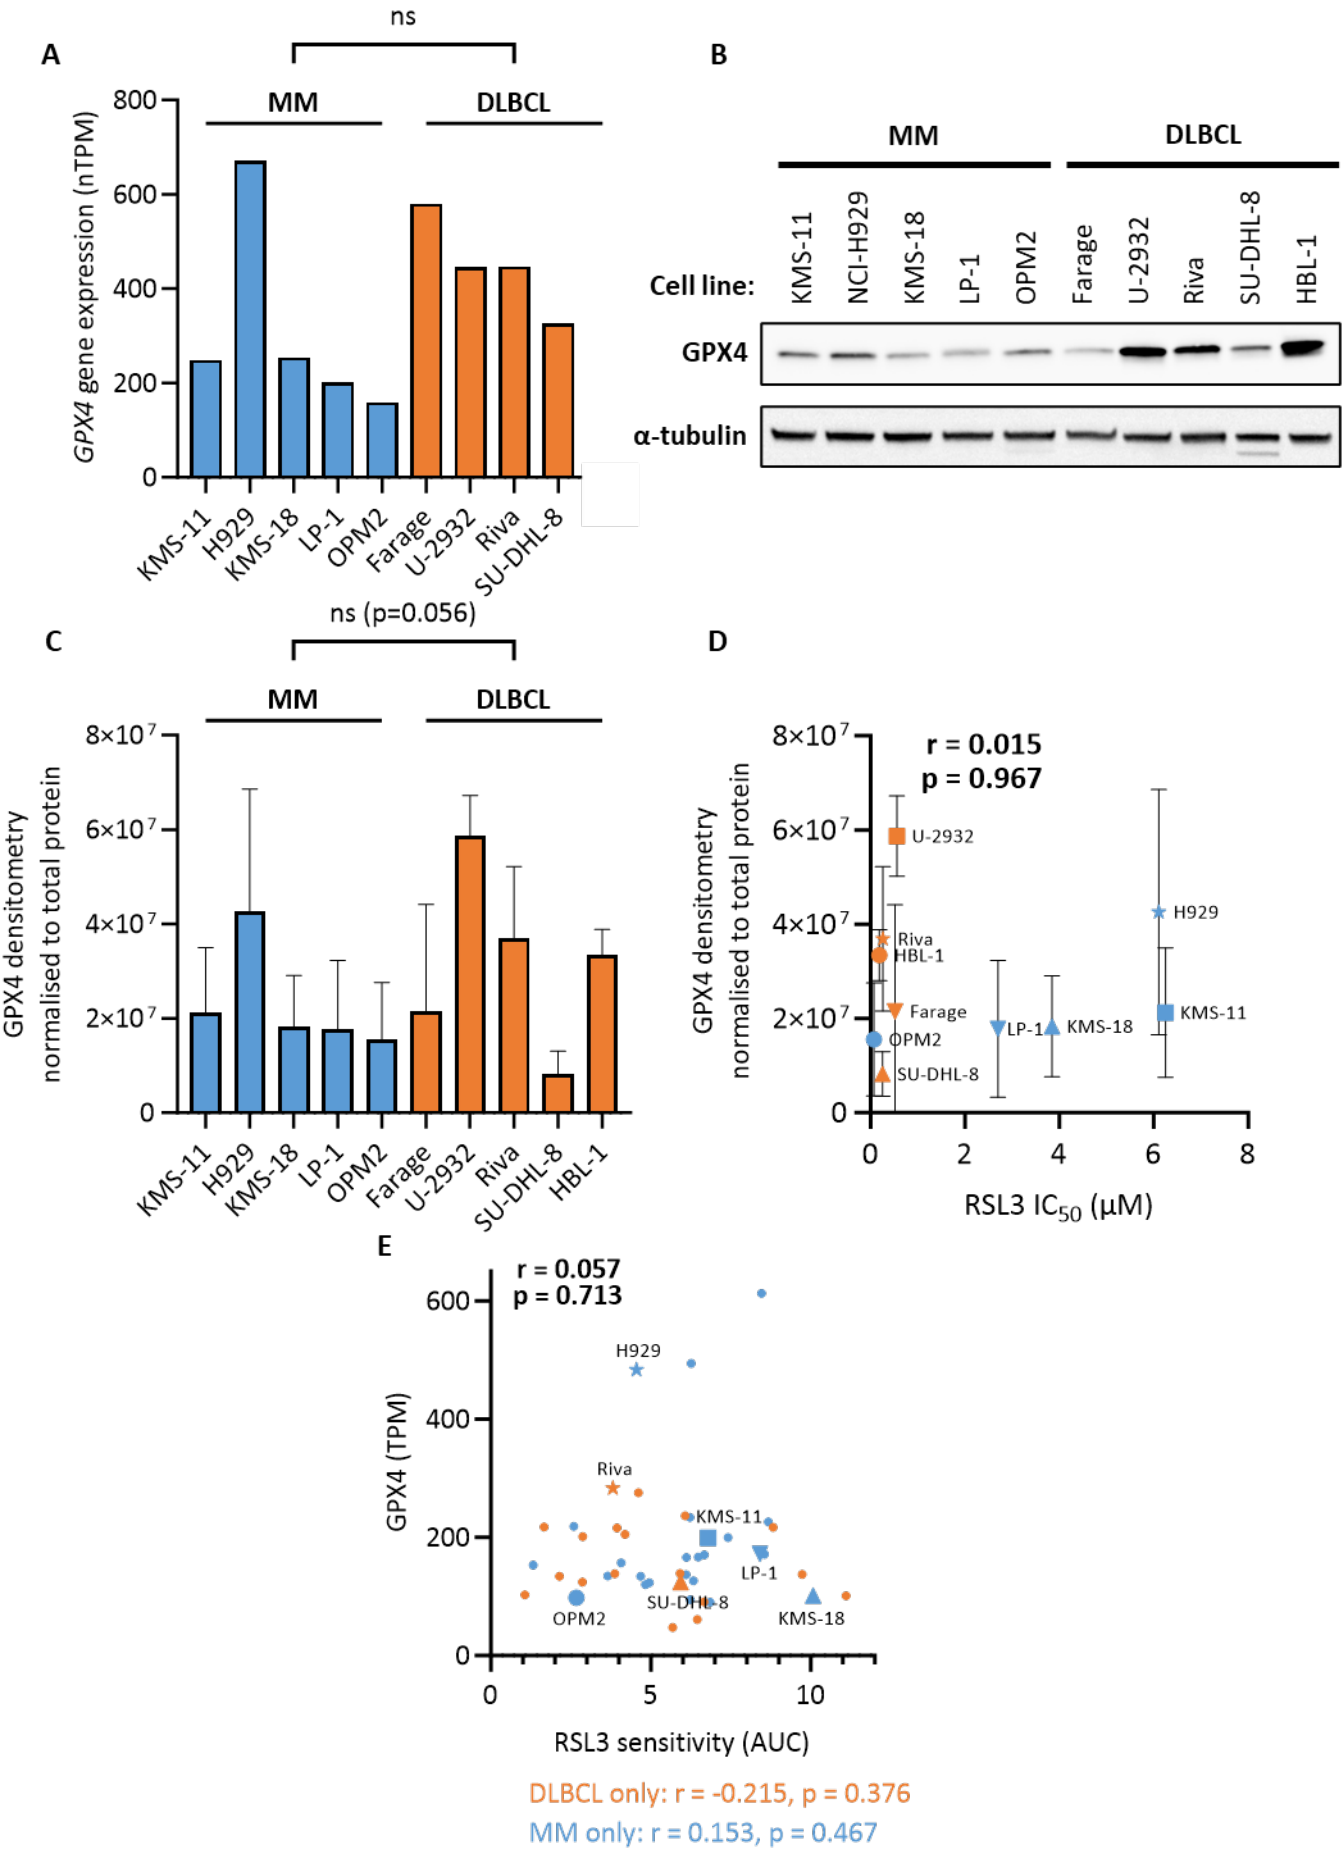 A
ns
MM
DLBCL
GPX4 gene expression (nTPM)
800
600
400
200
0
KMS-11
H929
KMS-18
LP-1
OPM2
Farage
U-2932
Riva
SU-DHL-8
B
MM
DLBCL
Cell line:
KMS-11
NCI-H929
KMS-18
LP-1
OPM2
Farage
U-2932
Riva
SU-DHL-8
HBL-1
GPX4
α-tubulin
C
ns (p=0.056)
MM
DLBCL
GPX4 densitometry
normalised to total protein
8×10⁷
6×10⁷
4×10⁷
2×10⁷
0
KMS-11
H929
KMS-18
LP-1
OPM2
Farage
U-2932
Riva
SU-DHL-8
HBL-1
D
r = 0.015
p = 0.967
GPX4 densitometry
normalised to total protein
8×10⁷
6×10⁷
4×10⁷
2×10⁷
0
U-2932
H929
Riva
HBL-1
Farage
KMS-11
LP-1
KMS-18
OPM2
SU-DHL-8
0 2 4 6 8
RSL3 IC₅₀ (µM)
E
r = 0.057
p = 0.713
GPX4 (TPM)
600
400
200
0
H929
Riva
KMS-11
LP-1
SU-DHL-8
OPM2
KMS-18
0 5 10
RSL3 sensitivity (AUC)
DLBCL only: r = -0.215, p = 0.376
MM only: r = 0.153, p = 0.467